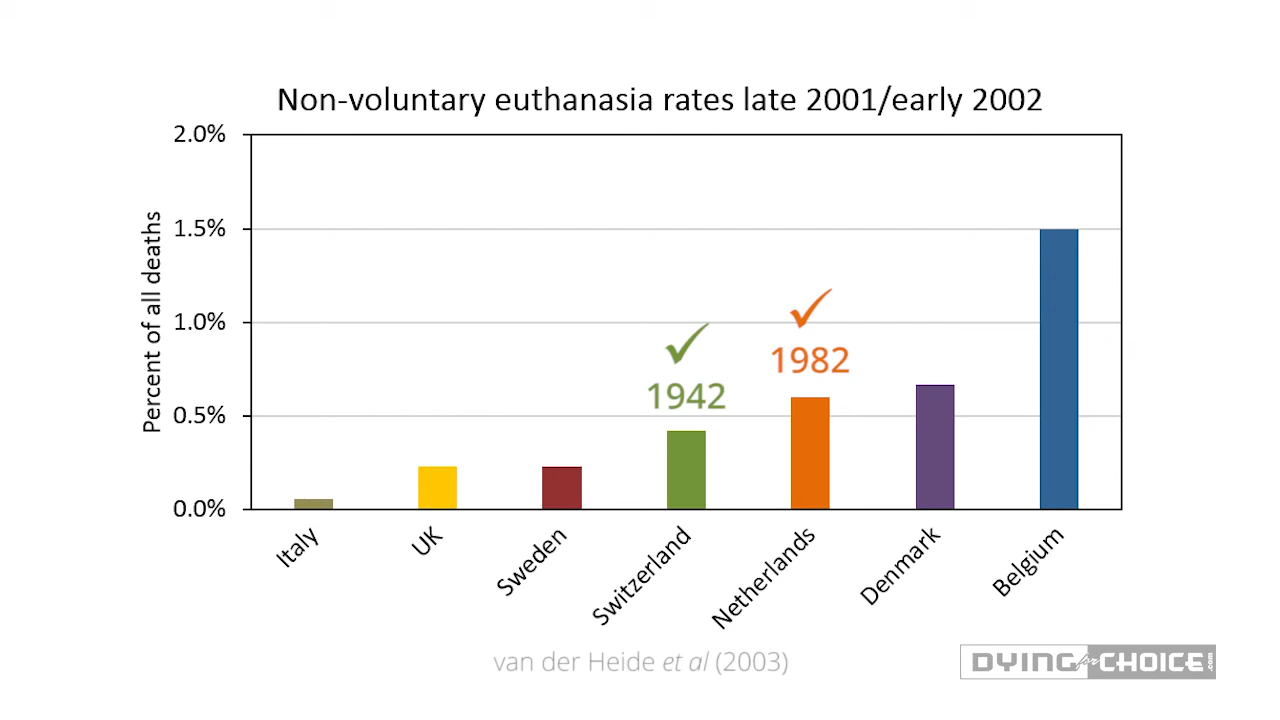 Non-voluntary euthanasia rates late 2001/early 2002
Percent of all deaths
2.0%
1.5%
1.0%
0.5%
0.0%
1942
1982
Italy
UK
Sweden
Switzerland
Netherlands
Denmark
Belgium
van der Heide et al (2003)
DYING for CHOICE .com